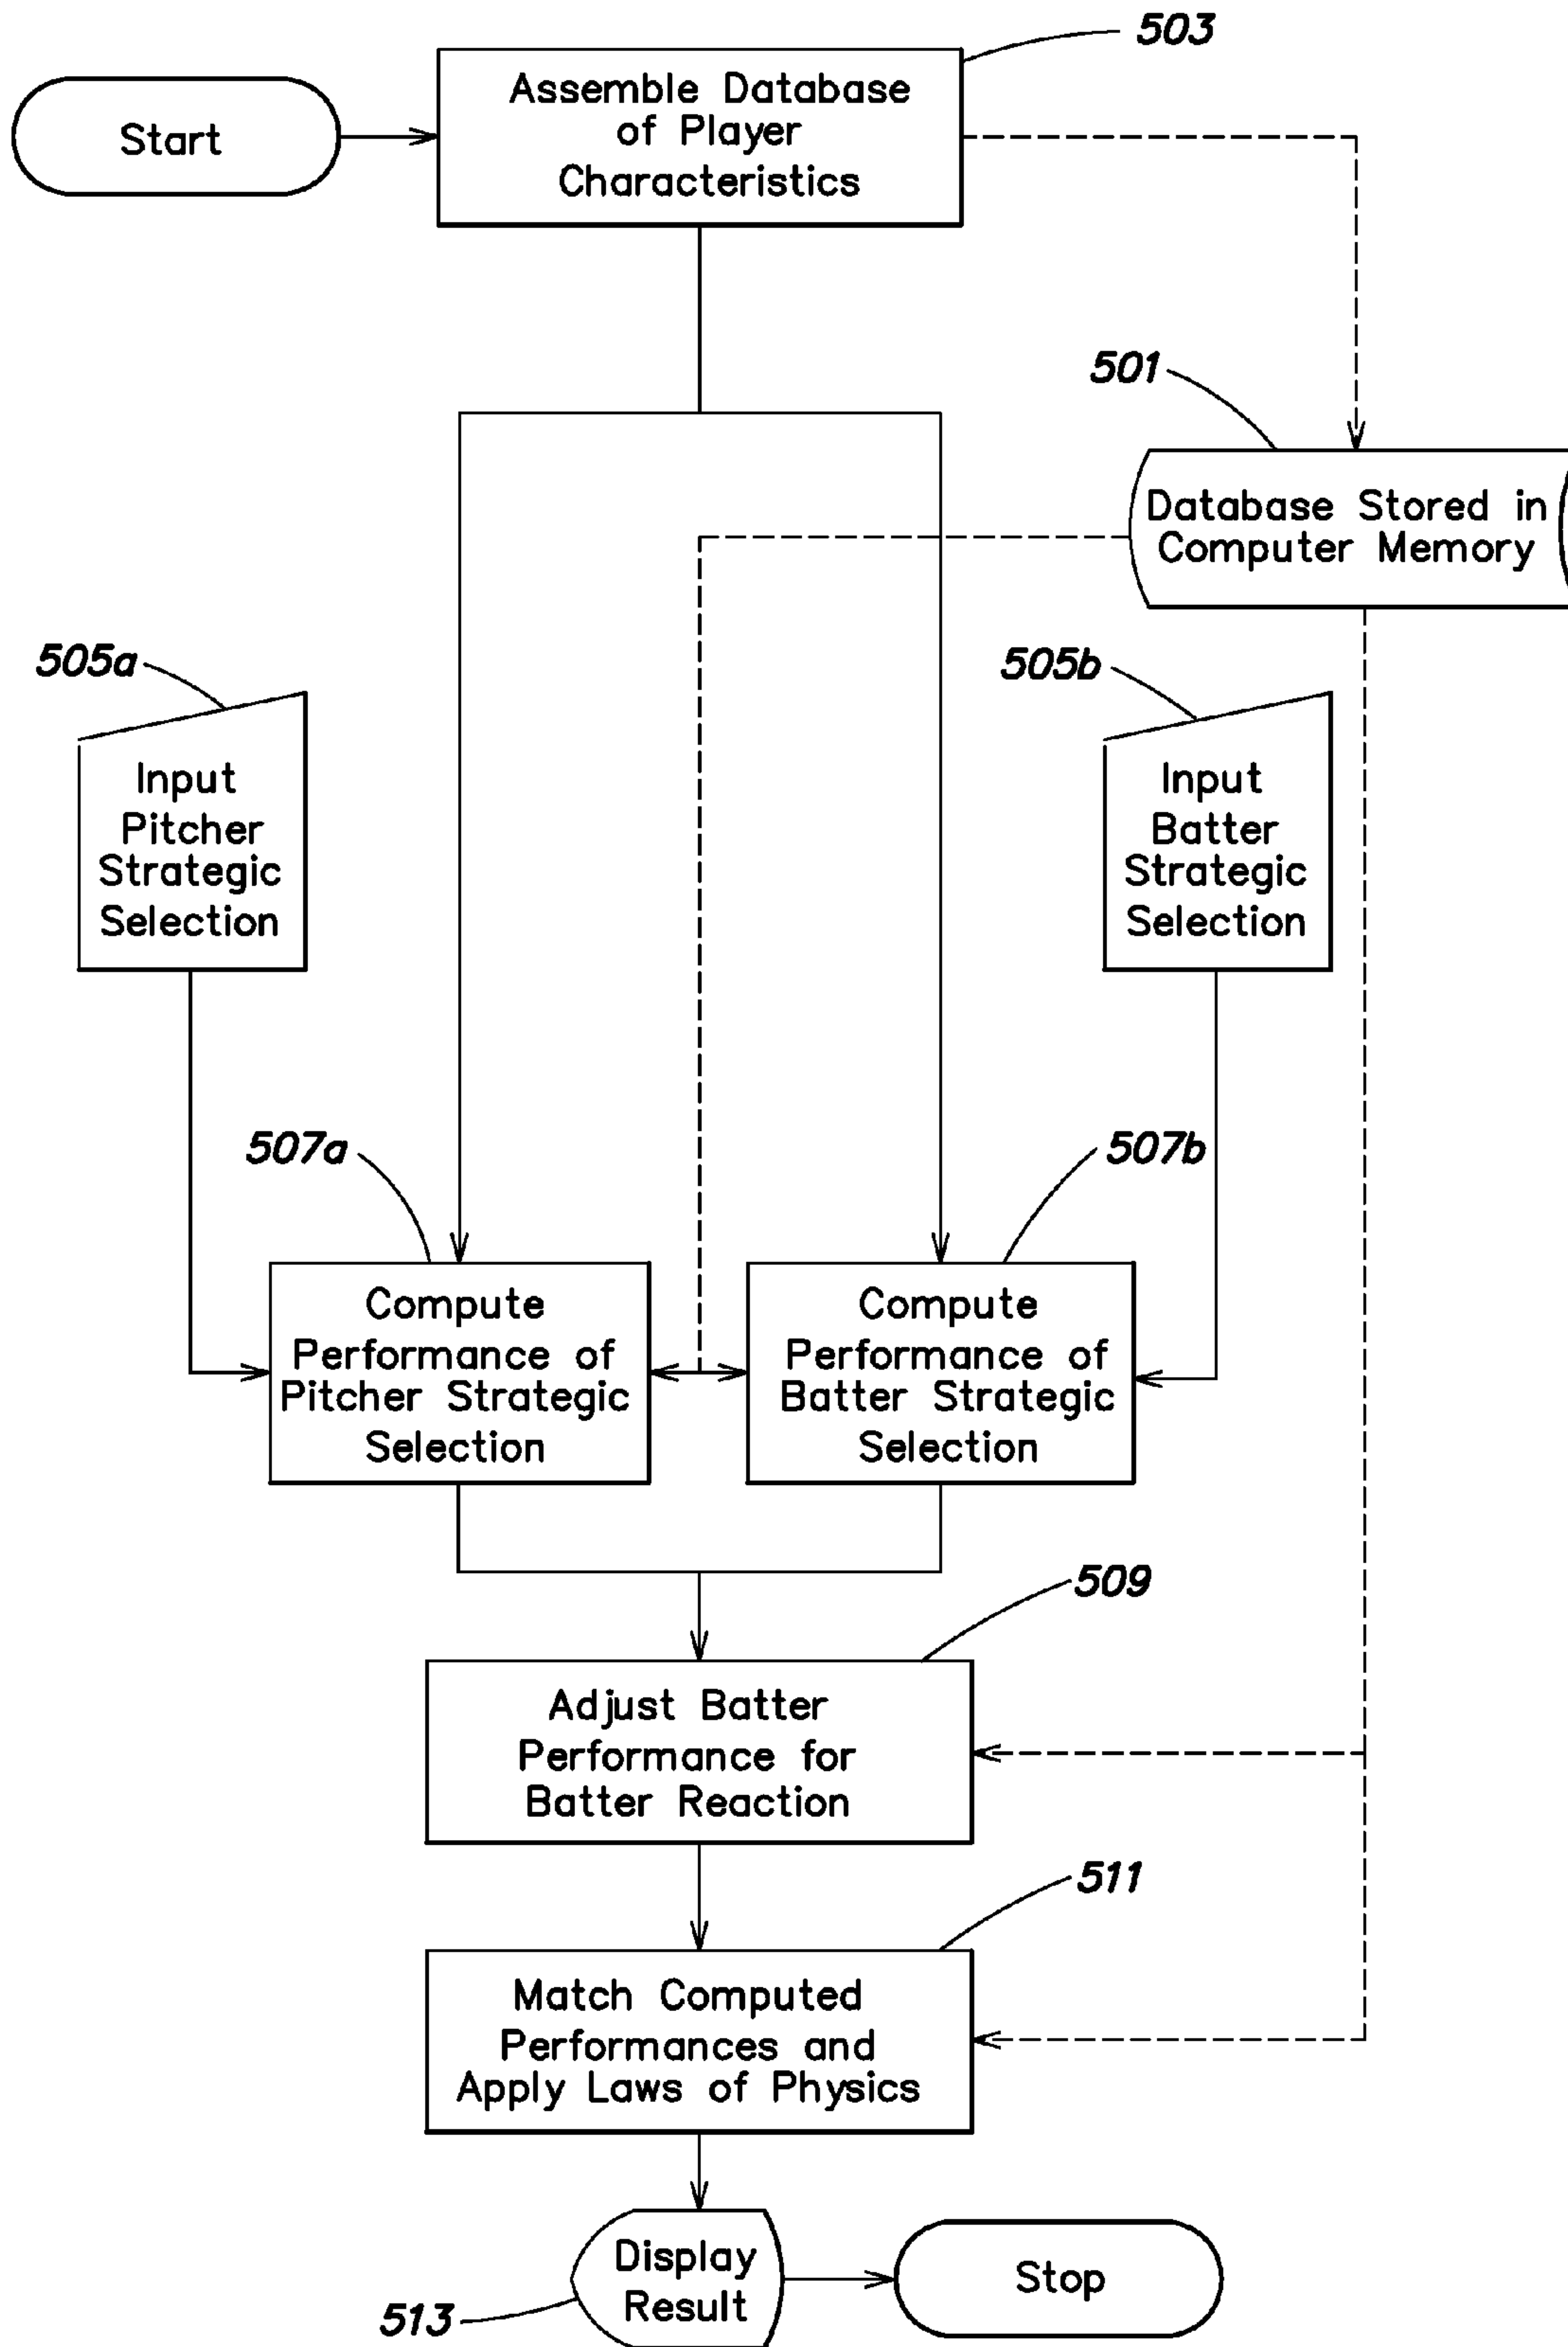 503
Start
Assemble Database
of Player
Characteristics
501
Database Stored in
Computer Memory
505a
Input
Pitcher
Strategic
Selection
505b
Input
Batter
Strategic
Selection
507a
507b
Compute
Performance of
Pitcher Strategic
Selection
Compute
Performance of
Batter Strategic
Selection
509
Adjust Batter
Performance for
Batter Reaction
511
Match Computed
Performances and
Apply Laws of Physics
Display
Result
513
Stop